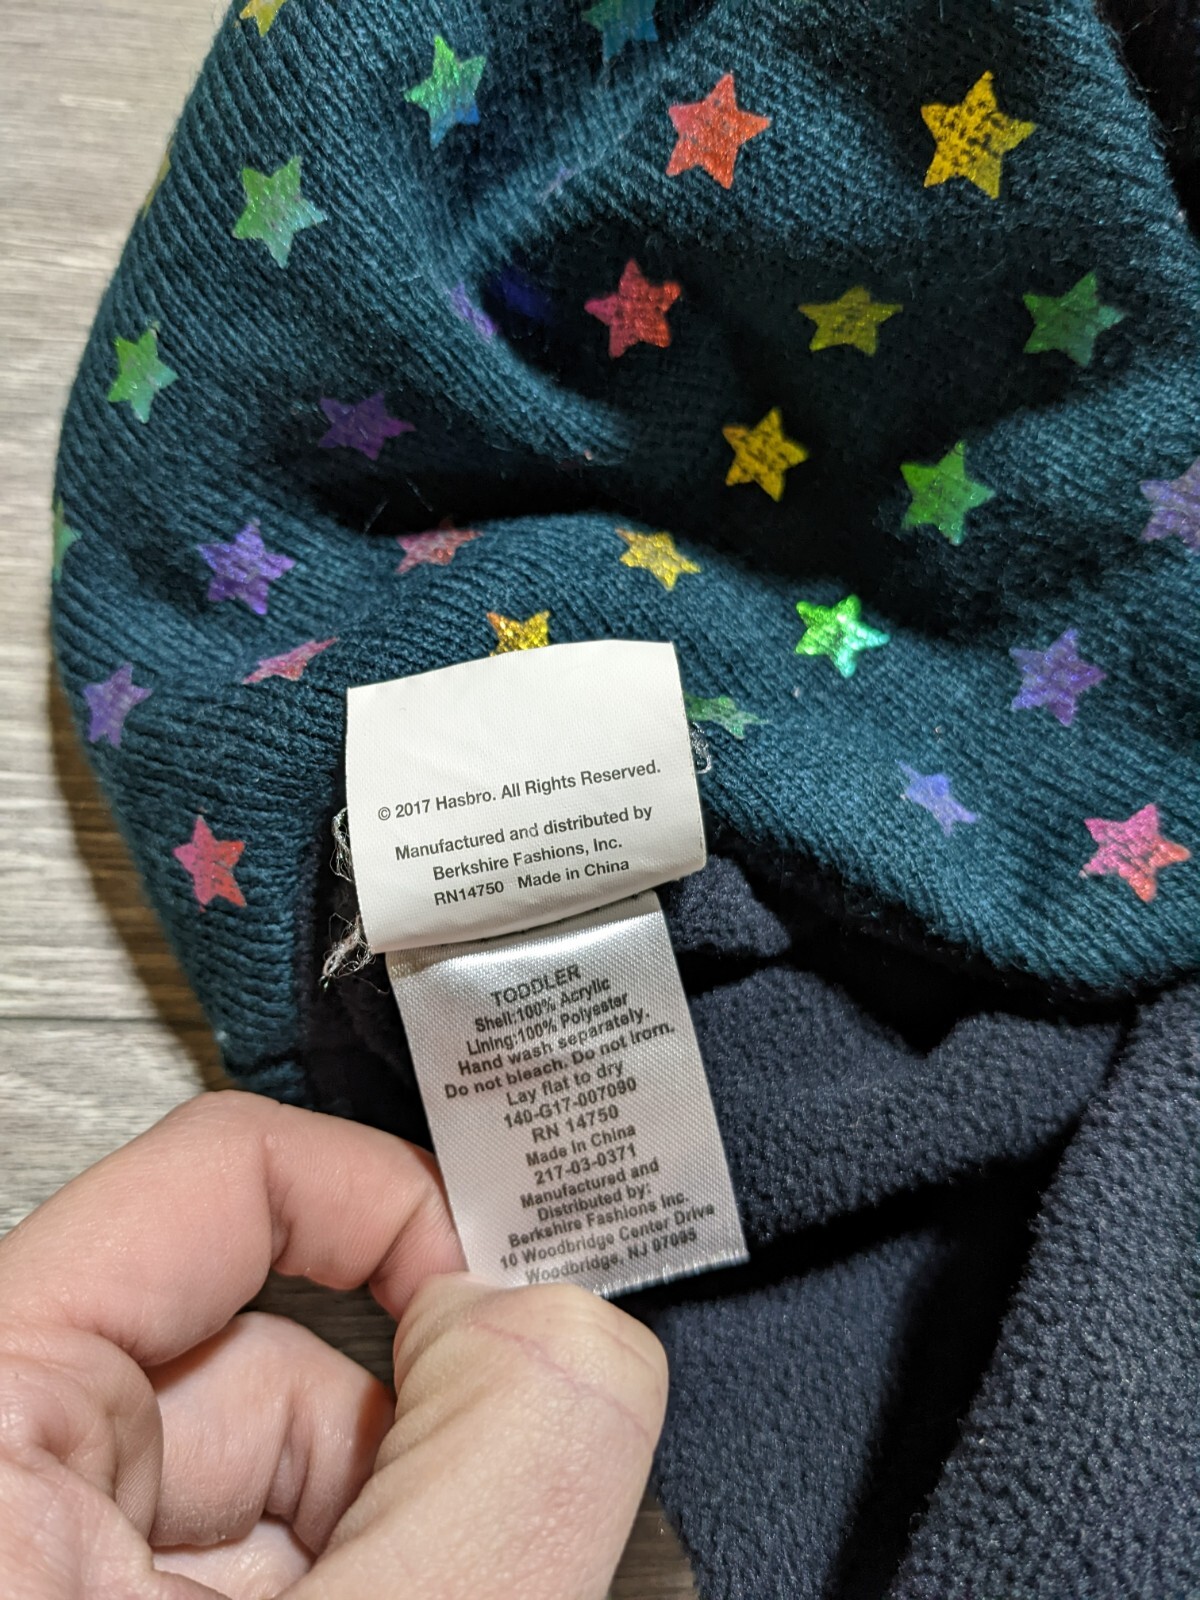 © 2017 Hasbro. All Rights Reserved.
Manufactured and distributed by
Berkshire Fashions, Inc.
RN14750 Made in China
TODDLER
Shell:100% Acrylic
Lining:100% Polyester
Hand wash separately.
Do not bleach. Do not irom.
Lay flat to dry
140-G17-007090
RN 14750
Made In China
217-03-0371
Manufactured and
Distributed by:
Berkshire Fashions Inc.
10 Woodbridge Center Drive
Woodbridge, NJ 07095